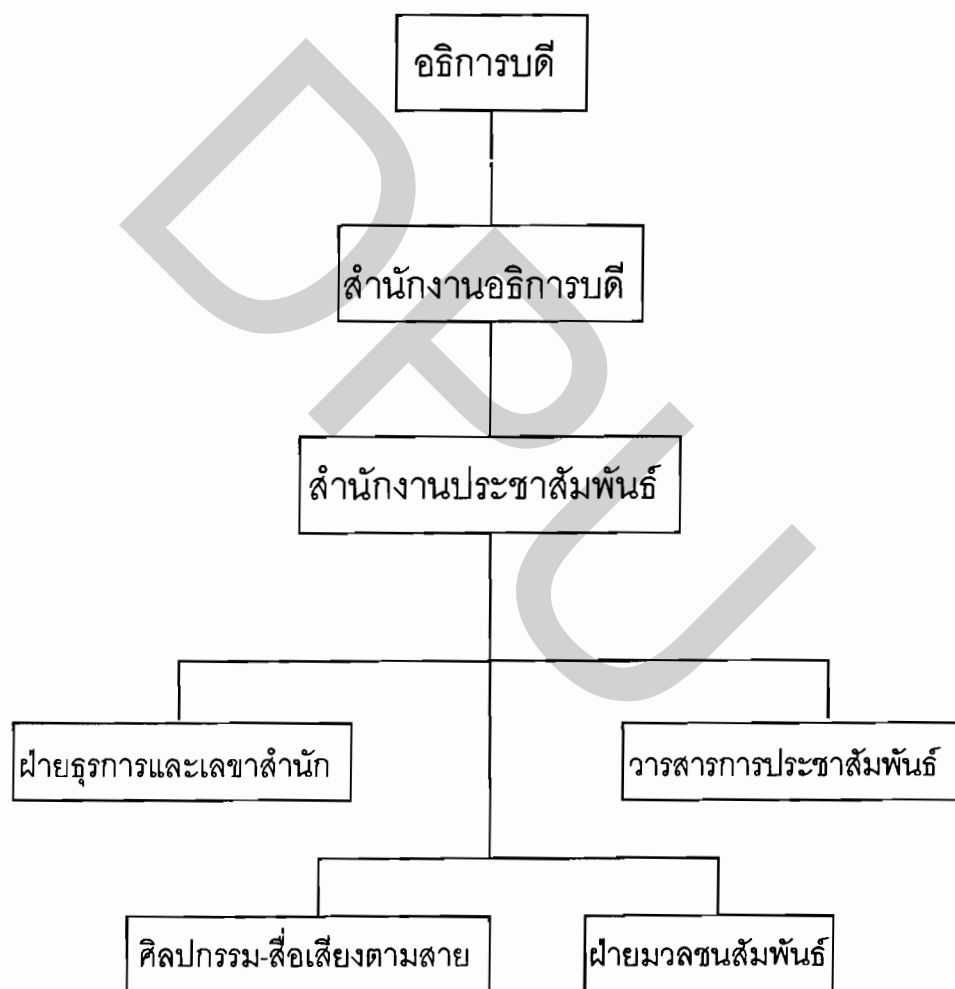 อธิการบดี
สำนักงานอธิการบดี
สำนักงานประชาสัมพันธ์
ฝ่ายธุรการและเลขาสำนัก
วารสารการประชาสัมพันธ์
ศิลปกรรม-สื่อเสียงตามสาย
ฝ่ายมวลชนสัมพันธ์
DPU